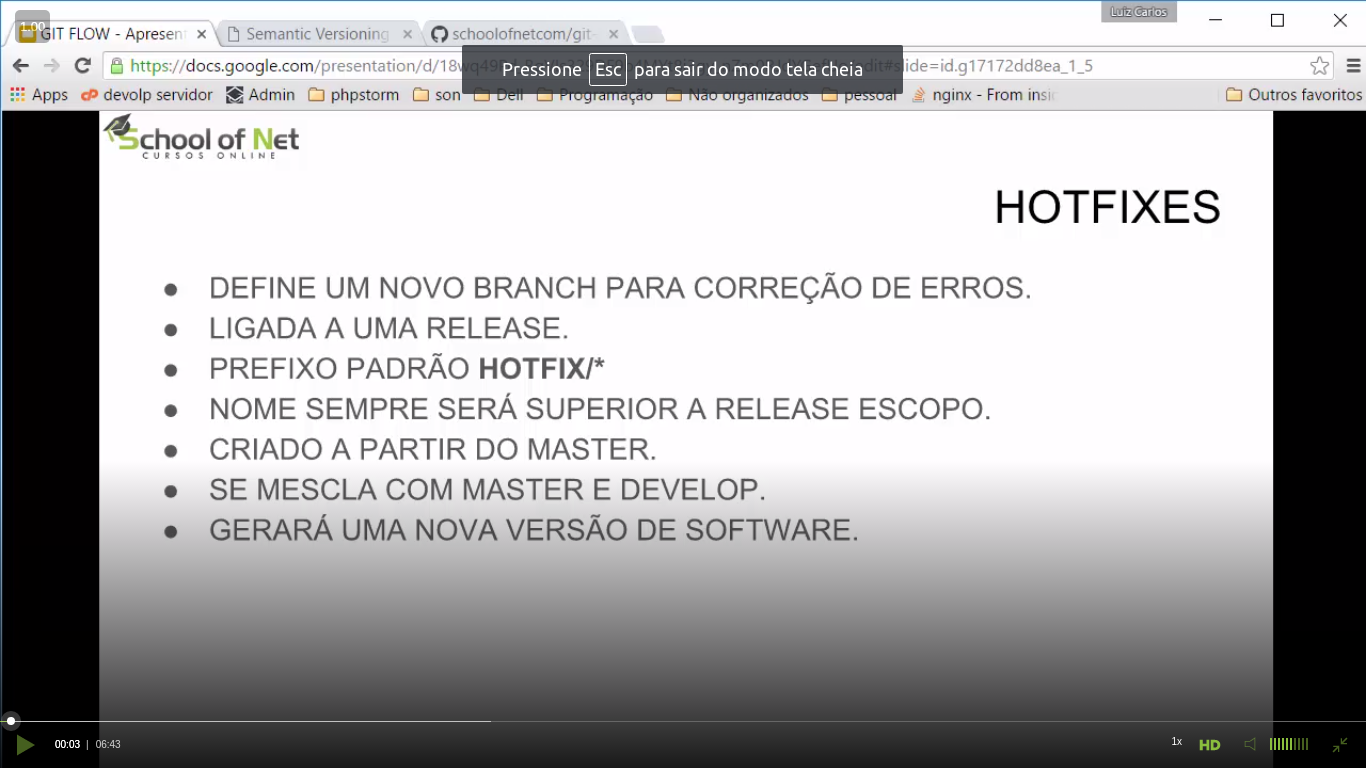 1.00
Luiz Carlos
GIT FLOW - Apresen
Semantic Versioning
schoolofnetcom/git-
https://docs.google.com/presentation/d/18wq49
edit#slide=id.g17172dd8ea_1_5
Pressione Esc para sair do modo tela cheia
Apps devolp servidor Admin phpstorm son Dell Programação Não organizados pessoal nginx - From insi Outros favoritos
School of Net
CURSOS ONLINE
HOTFIXES
● DEFINE UM NOVO BRANCH PARA CORREÇÃO DE ERROS.
● LIGADA A UMA RELEASE.
● PREFIXO PADRÃO HOTFIX/*
● NOME SEMPRE SERÁ SUPERIOR A RELEASE ESCOPO.
● CRIADO A PARTIR DO MASTER.
● SE MESCLA COM MASTER E DEVELOP.
● GERARÁ UMA NOVA VERSÃO DE SOFTWARE.
00:03 | 06:43
1x HD